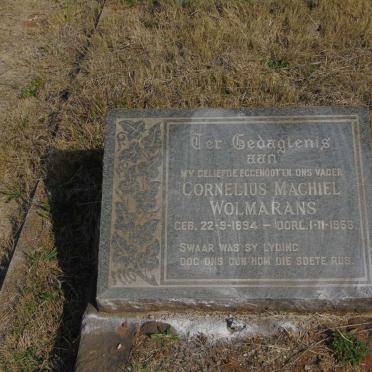 Ter Gedagtenis
aan
MY GELIEFDE EGGENOOT EN ONS VADER
CORNELIUS MACHIEL
WOLMARANS
GEB. 22-5-1894 — OORL. 1-11-1958.
SWAAR WAS SY LYDING
DOG ONS GUN HOM DIE SOETE RUS.